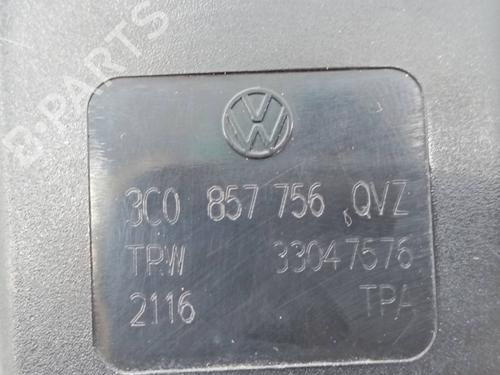 B-PARTS
3C0 857 756 QVZ
TRW 33047576
2116 TPA